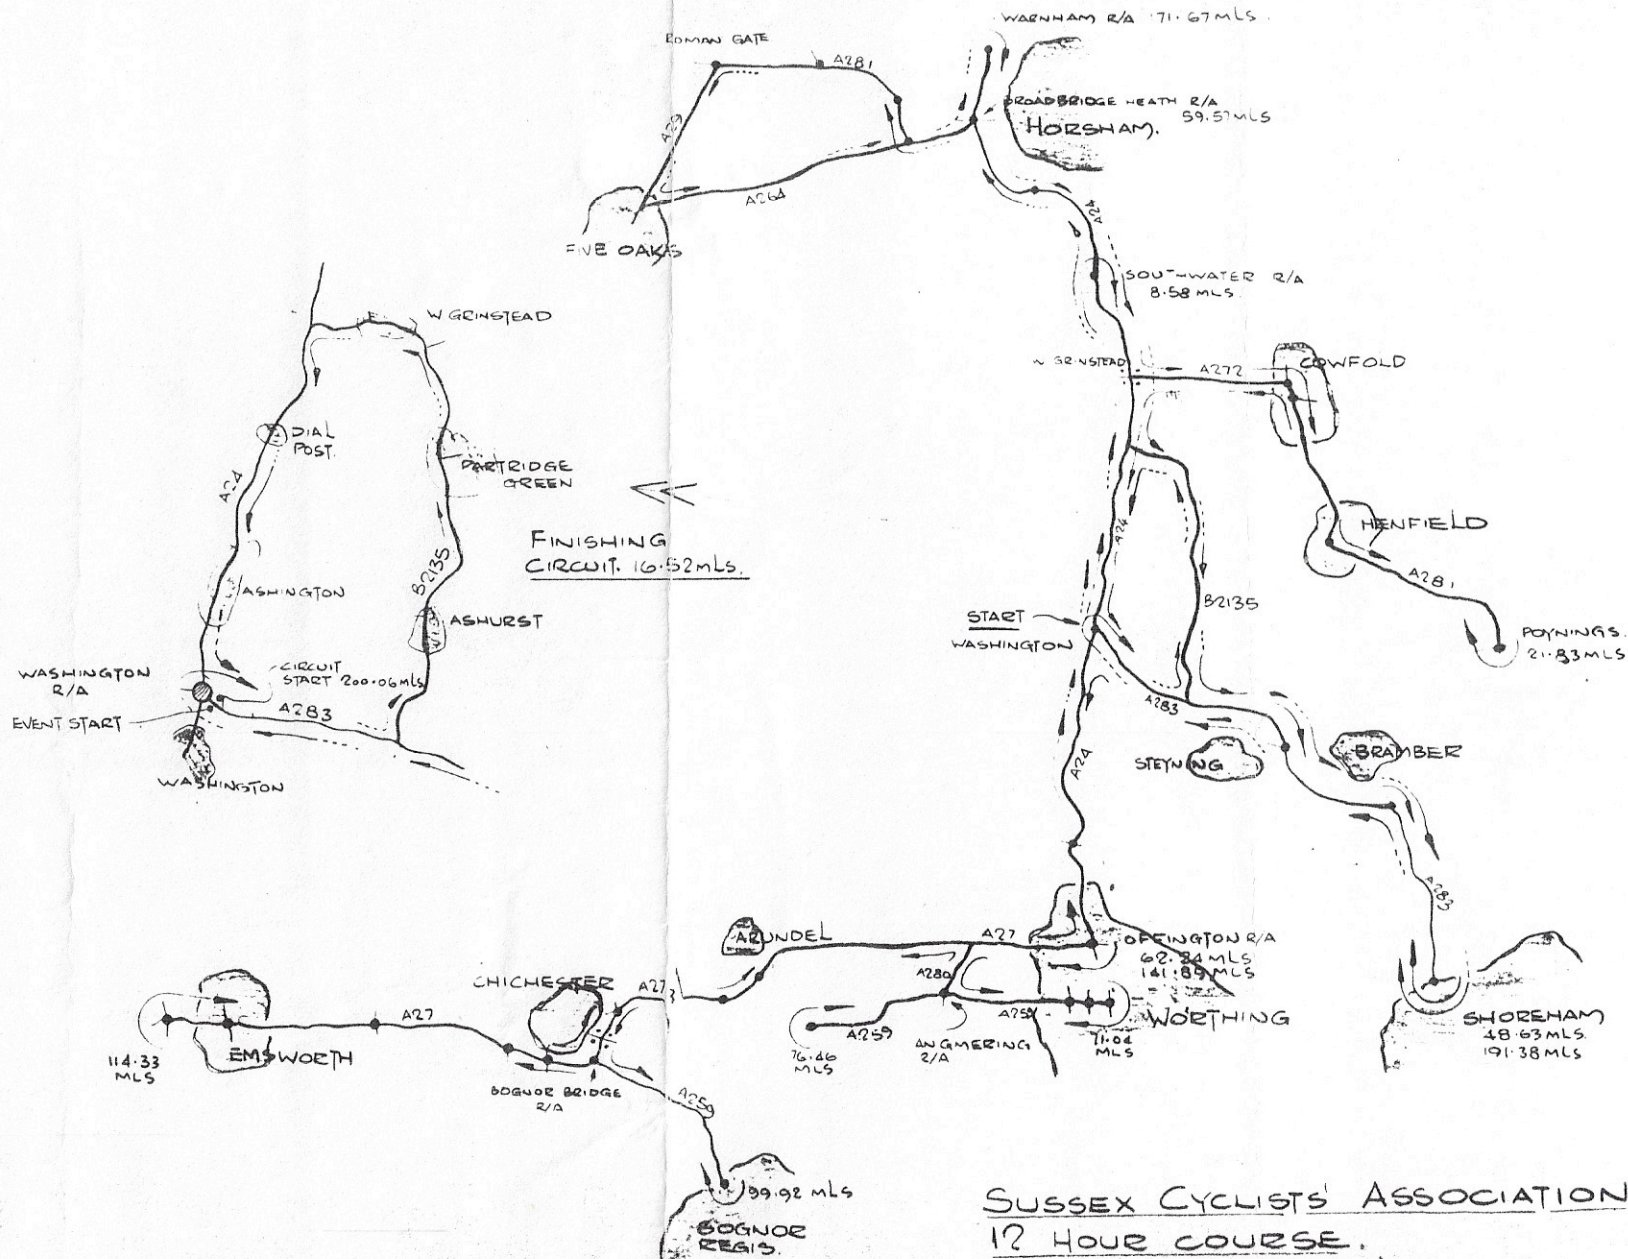 WARNHAM R/A 71.67 MLS.
ROMAN GATE
A281
BROADBRIDGE HEATH R/A
59.57 MLS
HORSHAM.
A29
A264
A24
FIVE OAKS
SOUTHWATER R/A
8.58 MLS
W GRINSTEAD
W GRINSTEAD
A272
COWFOLD
DIAL
POST.
PARTRIDGE
GREEN
A24
FINISHING
CIRCUIT. 16.52 MLS.
HENFIELD
A24
A281
B2135
B2135
ASHINGTON
ASHURST
START
WASHINGTON
POYNINGS.
21.83 MLS
WASHINGTON
R/A
CIRCUIT
START 200.06 MLS
EVENT START
A283
A283
WASHINGTON
STEYNING
BRAMBER
A24
A283
ARUNDEL
A27
OFFINGTON R/A
62.24 MLS
141.89 MLS
A280
CHICHESTER
A27
A27
A259
A259
WORTHING
71.04
MLS
76.46
MLS
ANGMERING
R/A
SHOREHAM
48.63 MLS.
191.38 MLS
114.33
MLS
EMSWORTH
BOGNOR BRIDGE
R/A
A259
99.92 MLS
BOGNOR
REGIS.
SUSSEX CYCLISTS' ASSOCIATION
12 HOUR COURSE.